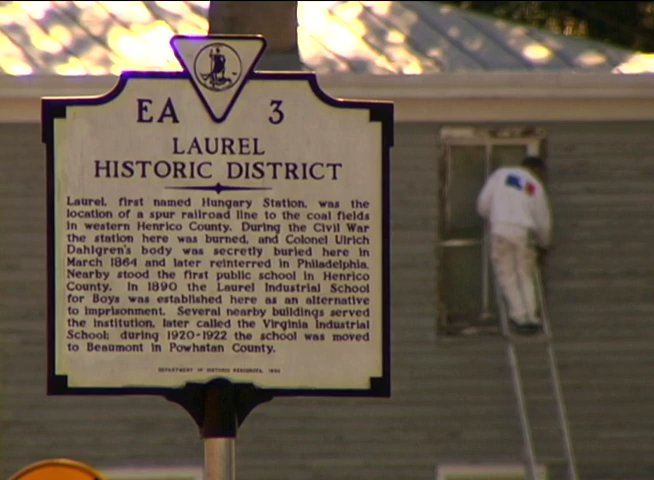 EA 3
LAUREL
HISTORIC DISTRICT
Laurel, first named Hungary Station, was the
location of a spur railroad line to the coal fields
in western Henrico County. During the Civil War
the station here was burned, and Colonel Ulrich
Dahlgren's body was secretly buried here in
March 1864 and later reinterred in Philadelphia.
Nearby stood the first public school in Henrico
County. In 1890 the Laurel Industrial School
for Boys was established here as an alternative
to imprisonment. Several nearby buildings served
the institution, later called the Virginia Industrial
School; during 1920-1922 the school was moved
to Beaumont in Powhatan County.
DEPARTMENT OF HISTORIC RESOURCES,